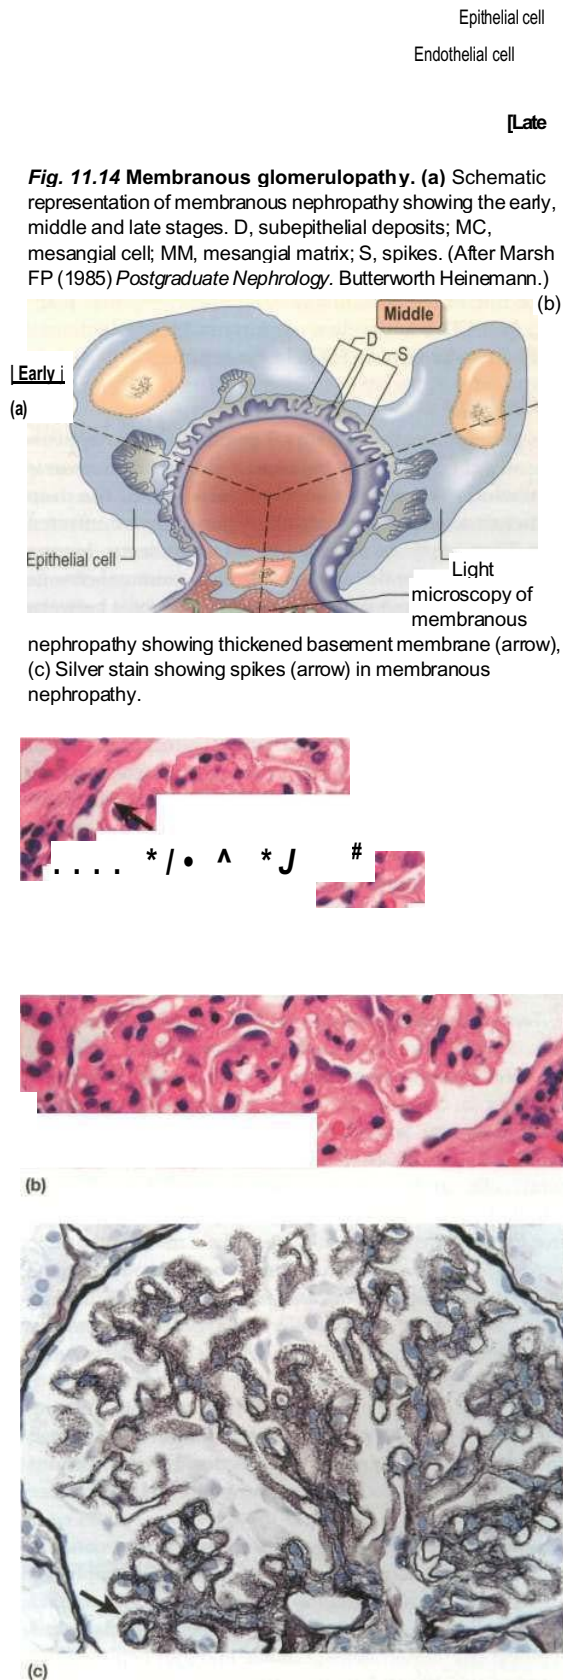 Epithelial cell
Endothelial cell
[Late
Fig. 11.14 Membranous glomerulopathy. (a) Schematic
representation of membranous nephropathy showing the early,
middle and late stages. D, subepithelial deposits; MC,
mesangial cell; MM, mesangial matrix; S, spikes. (After Marsh
FP (1985) Postgraduate Nephrology. Butterworth Heinemann.)
(b)
Middle
D
S
| Early ¡
(a)
Epithelial cell
Light
microscopy of
membranous
nephropathy showing thickened basement membrane (arrow),
(c) Silver stain showing spikes (arrow) in membranous
nephropathy.
. . . . * / • ^ * J #
(b)
(c)